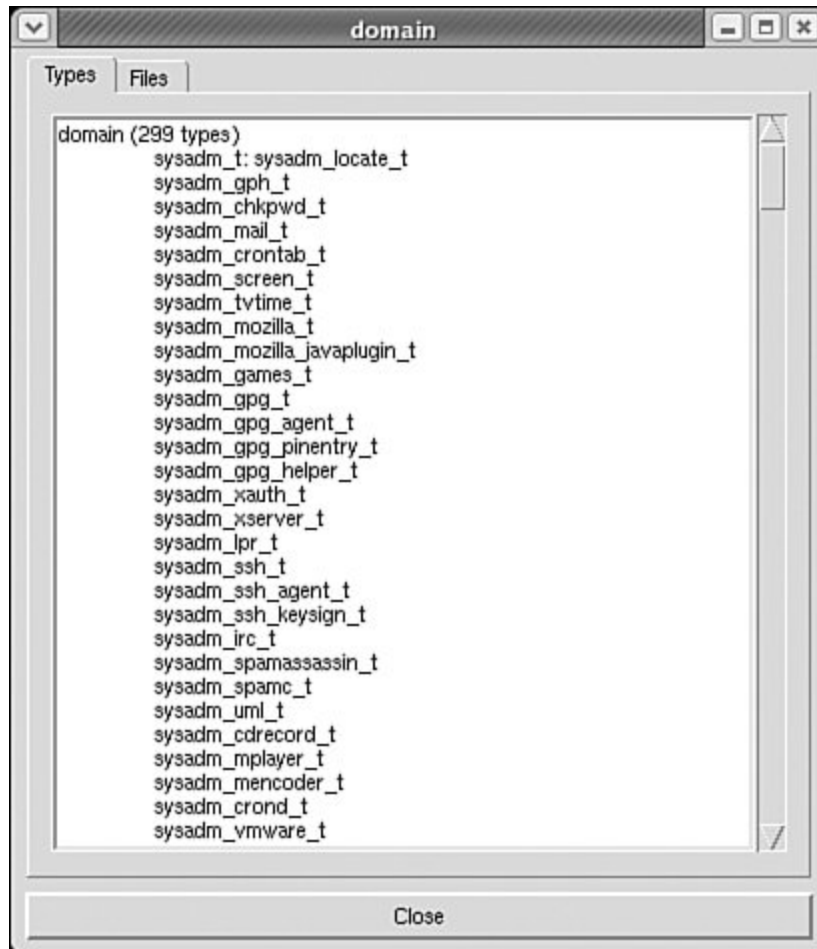 domain
Types Files
domain (299 types)
sysadm_t: sysadm_locate_t
sysadm_gph_t
sysadm_chkpwd_t
sysadm_mail_t
sysadm_crontab_t
sysadm_screen_t
sysadm_tvtime_t
sysadm_mozilla_t
sysadm_mozilla_javaplugin_t
sysadm_games_t
sysadm_gpg_t
sysadm_gpg_agent_t
sysadm_gpg_pinentry_t
sysadm_gpg_helper_t
sysadm_xauth_t
sysadm_xserver_t
sysadm_lpr_t
sysadm_ssh_t
sysadm_ssh_agent_t
sysadm_ssh_keysign_t
sysadm_irc_t
sysadm_spamassassin_t
sysadm_spamc_t
sysadm_uml_t
sysadm_cdrecord_t
sysadm_mplayer_t
sysadm_mencoder_t
sysadm_crond_t
sysadm_vmware_t
Close